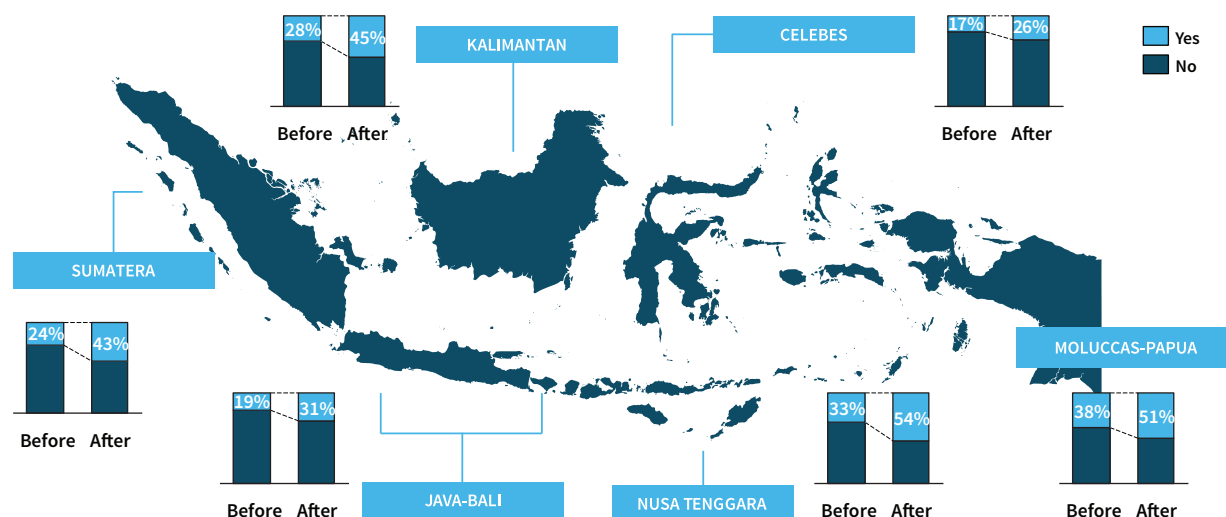 28% 45%
Before After
KALIMANTAN
CELEBES
17% 26%
Before After
Yes
No
SUMATERA
24% 43%
Before After
19% 31%
Before After
JAVA-BALI
NUSA TENGGARA
33% 54%
Before After
MOLUCCAS-PAPUA
38% 51%
Before After